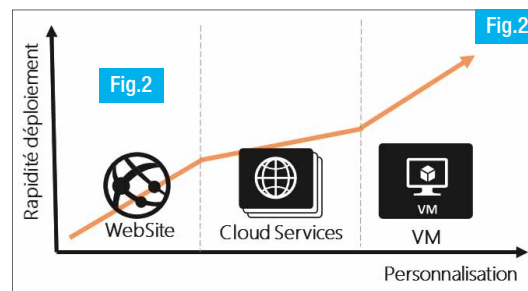 Fig.2
Fig.2
Rapidité déploiement
WebSite
Cloud Services
VM
VM
Personnalisation